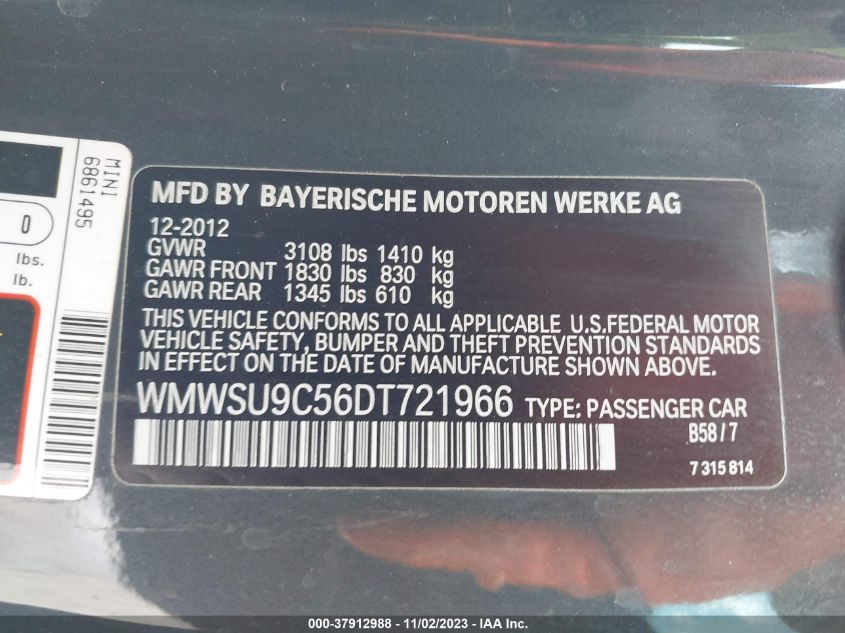 MINI
6861495
0
lbs.
lb.
MFD BY BAYERISCHE MOTOREN WERKE AG
12-2012
GVWR 3108 lbs 1410 kg
GAWR FRONT 1830 lbs 830 kg
GAWR REAR 1345 lbs 610 kg
THIS VEHICLE CONFORMS TO ALL APPLICABLE U.S.FEDERAL MOTOR
VEHICLE SAFETY, BUMPER AND THEFT PREVENTION STANDARDS
IN EFFECT ON THE DATE OF MANUFACTURE SHOWN ABOVE.
WMWSU9C56DT721966 TYPE: PASSENGER CAR
B58/7
7 315 814
000-37912988 - 11/02/2023 - IAA Inc.